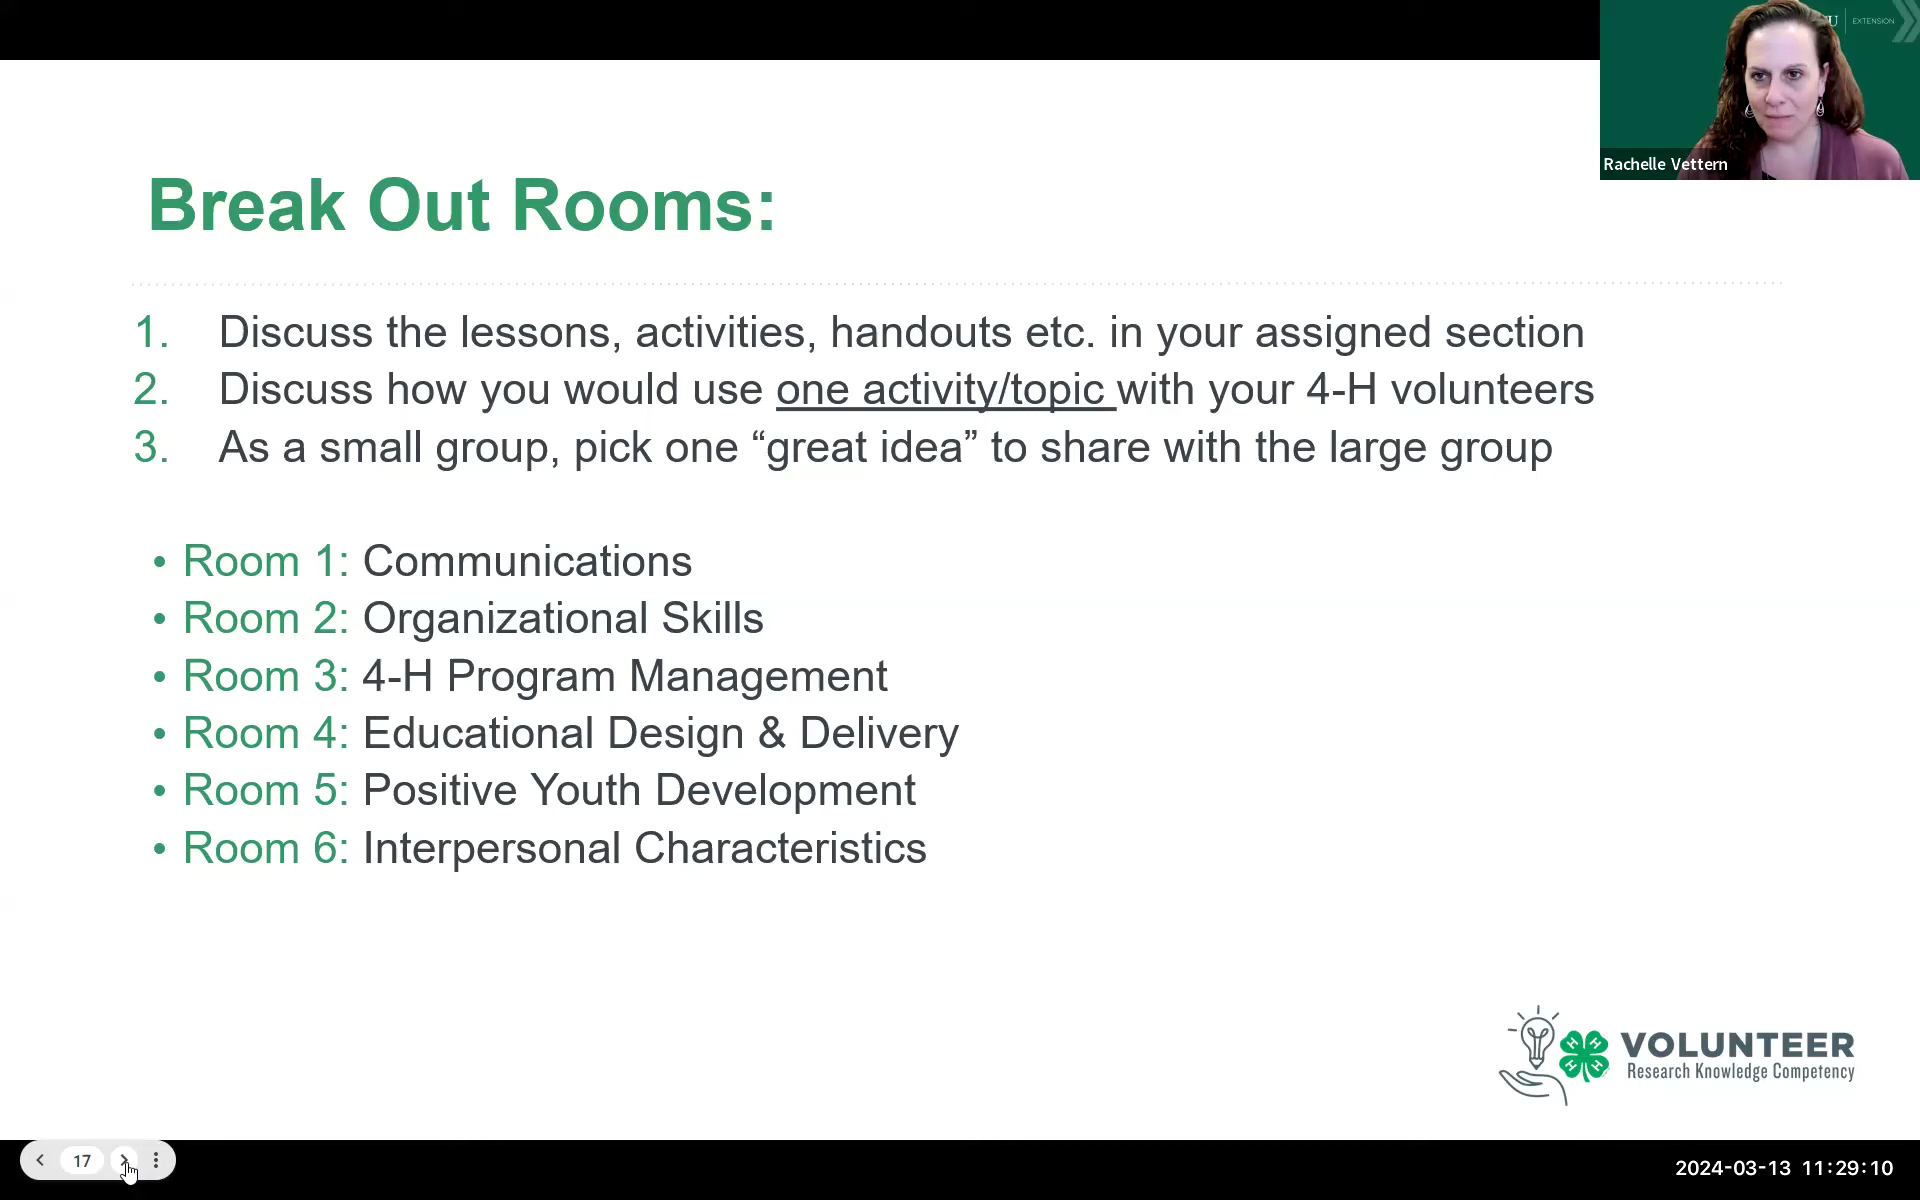 U EXTENSION
Rachelle Vettern
Break Out Rooms:
1. Discuss the lessons, activities, handouts etc. in your assigned section
2. Discuss how you would use one activity/topic with your 4-H volunteers
3. As a small group, pick one “great idea” to share with the large group
• Room 1: Communications
• Room 2: Organizational Skills
• Room 3: 4-H Program Management
• Room 4: Educational Design & Delivery
• Room 5: Positive Youth Development
• Room 6: Interpersonal Characteristics
H H H H
VOLUNTEER
Research Knowledge Competency
17
2024-03-13 11:29:10